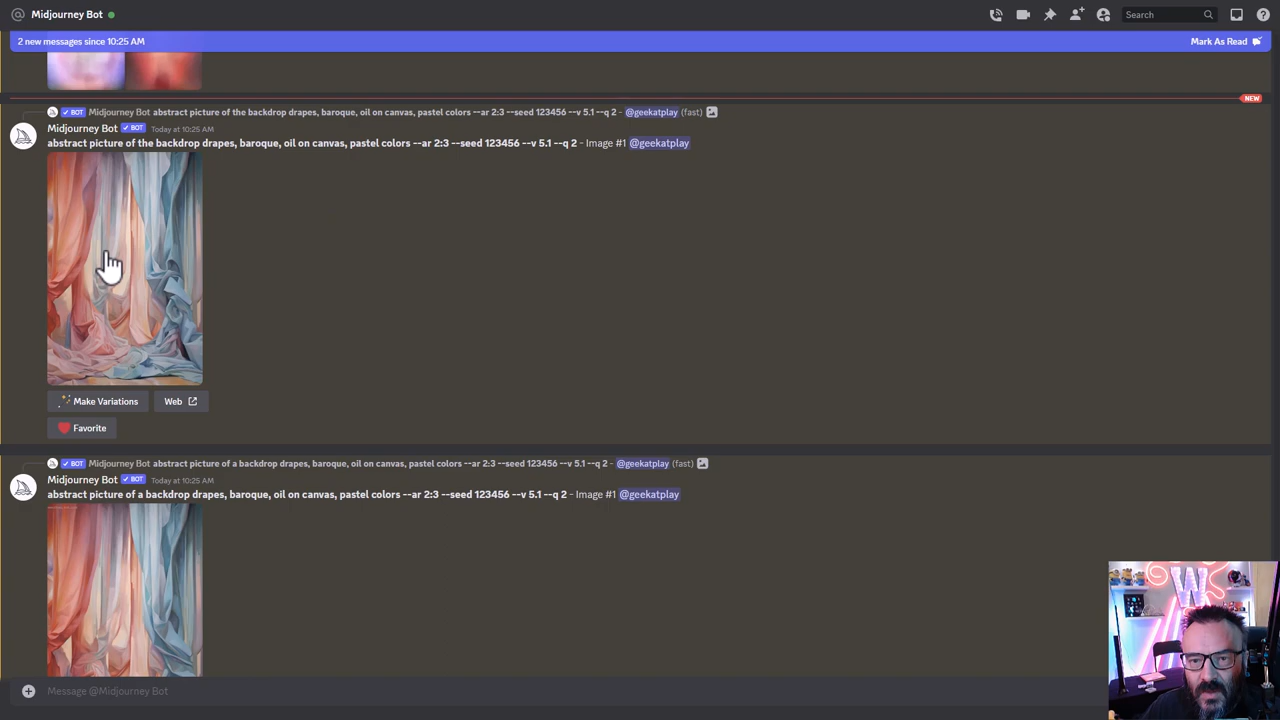 Midjourney Bot
Search
2 new messages since 10:25 AM
Mark As Read
NEW
BOT Midjourney Bot abstract picture of the backdrop drapes, baroque, oil on canvas, pastel colors --ar 2:3 --seed 123456 --v 5.1 --q 2 - @geekatplay (fast)
Midjourney Bot BOT Today at 10:25 AM
abstract picture of the backdrop drapes, baroque, oil on canvas, pastel colors --ar 2:3 --seed 123456 --v 5.1 --q 2 - Image #1 @geekatplay
Make Variations Web
Favorite
BOT Midjourney Bot abstract picture of a backdrop drapes, baroque, oil on canvas, pastel colors --ar 2:3 --seed 123456 --v 5.1 --q 2 - @geekatplay (fast)
Midjourney Bot BOT Today at 10:25 AM
abstract picture of a backdrop drapes, baroque, oil on canvas, pastel colors --ar 2:3 --seed 123456 --v 5.1 --q 2 - Image #1 @geekatplay
Message @Midjourney Bot
W